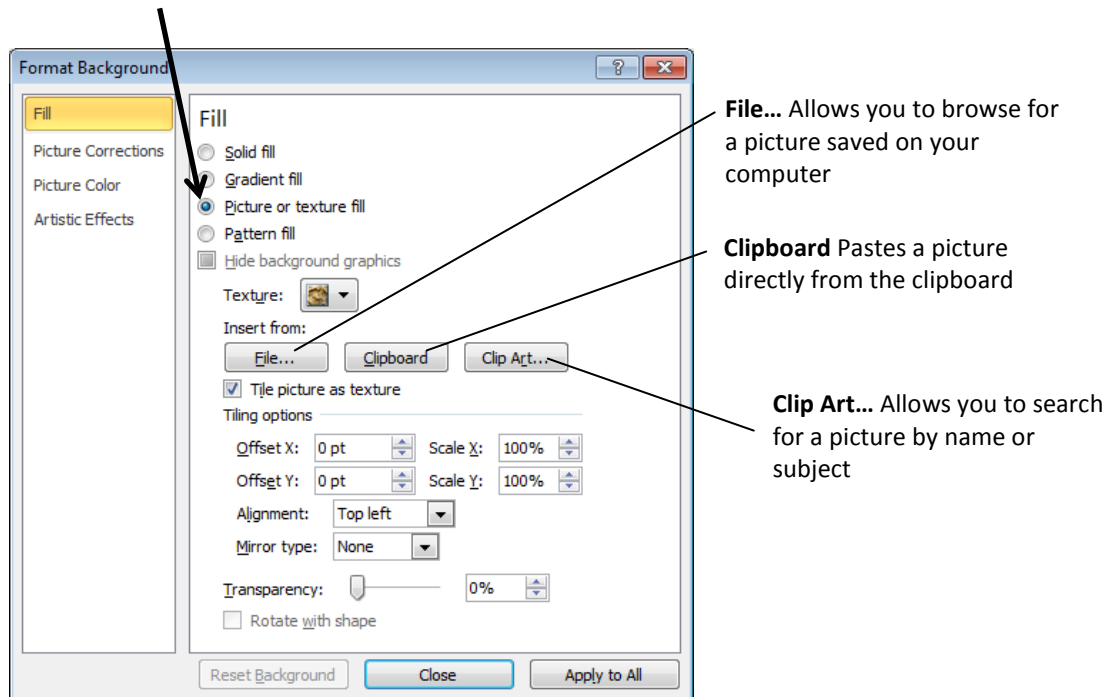 Format Background
Fill
Picture Corrections
Picture Color
Artistic Effects
Fill
Solid fill
Gradient fill
Picture or texture fill
Pattern fill
Hide background graphics
Texture:
Insert from:
File... Clipboard Clip Art...
Tile picture as texture
Tiling options
Offset X: 0 pt Scale X: 100%
Offset Y: 0 pt Scale Y: 100%
Alignment: Top left
Mirror type: None
Transparency: 0%
Rotate with shape
Reset Background Close Apply to All
File… Allows you to browse for
a picture saved on your
computer
Clipboard Pastes a picture
directly from the clipboard
Clip Art… Allows you to search
for a picture by name or
subject